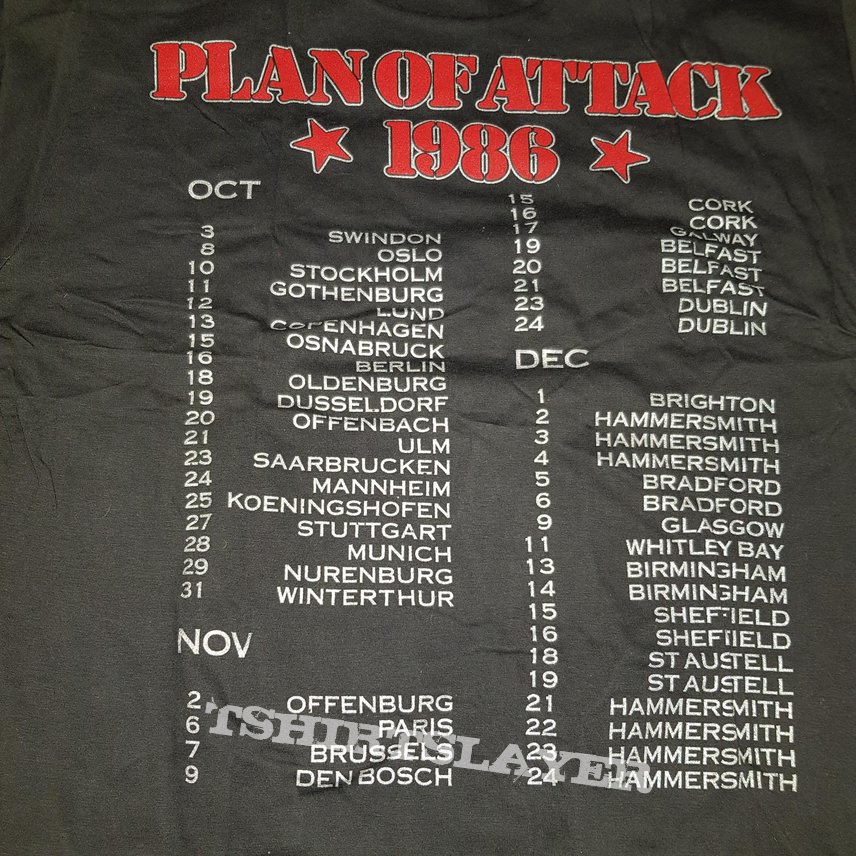 PLAN OF ATTACK
1986
OCT
3 SWINDON
8 OSLO
10 STOCKHOLM
11 GOTHENBURG
12 LUND
13 COPENHAGEN
15 OSNABRUCK
16 BERLIN
18 OLDENBURG
19 DUSSELDORF
20 OFFENBACH
21 ULM
23 SAARBRUCKEN
24 MANNHEIM
25 KOENINGSHOFEN
27 STUTTGART
28 MUNICH
29 NURENBURG
31 WINTERTHUR
NOV
2 OFFENBURG
6 PARIS
7 BRUSSELS
9 DEN BOSCH
15 CORK
16 CORK
17 GALWAY
19 BELFAST
20 BELFAST
21 BELFAST
23 DUBLIN
24 DUBLIN
DEC
1 BRIGHTON
2 HAMMERSMITH
3 HAMMERSMITH
4 HAMMERSMITH
5 BRADFORD
6 BRADFORD
9 GLASGOW
11 WHITLEY BAY
13 BIRMINGHAM
14 BIRMINGHAM
15 SHEFFIELD
16 SHEFFIELD
18 ST AUSTELL
19 ST AUSTELL
21 HAMMERSMITH
22 HAMMERSMITH
23 HAMMERSMITH
24 HAMMERSMITH
TSHIRTSLAYER